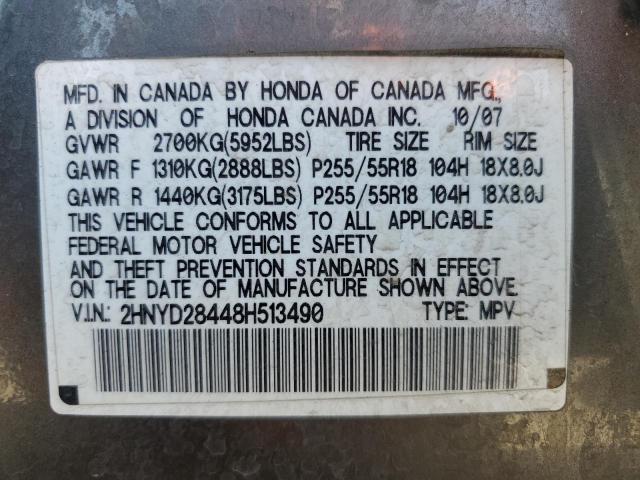 MFD. IN CANADA BY HONDA OF CANADA MFG.,
A DIVISION OF HONDA CANADA INC. 10/07
GVWR 2700KG(5952LBS) TIRE SIZE RIM SIZE
GAWR F 1310KG(2888LBS) P255/55R18 104H 18X8.0J
GAWR R 1440KG(3175LBS) P255/55R18 104H 18X8.0J
THIS VEHICLE CONFORMS TO ALL APPLICABLE
FEDERAL MOTOR VEHICLE SAFETY
AND THEFT PREVENTION STANDARDS IN EFFECT
ON THE DATE OF MANUFACTURE SHOWN ABOVE.
V.I.N.: 2HNYD28448H513490 TYPE: MPV